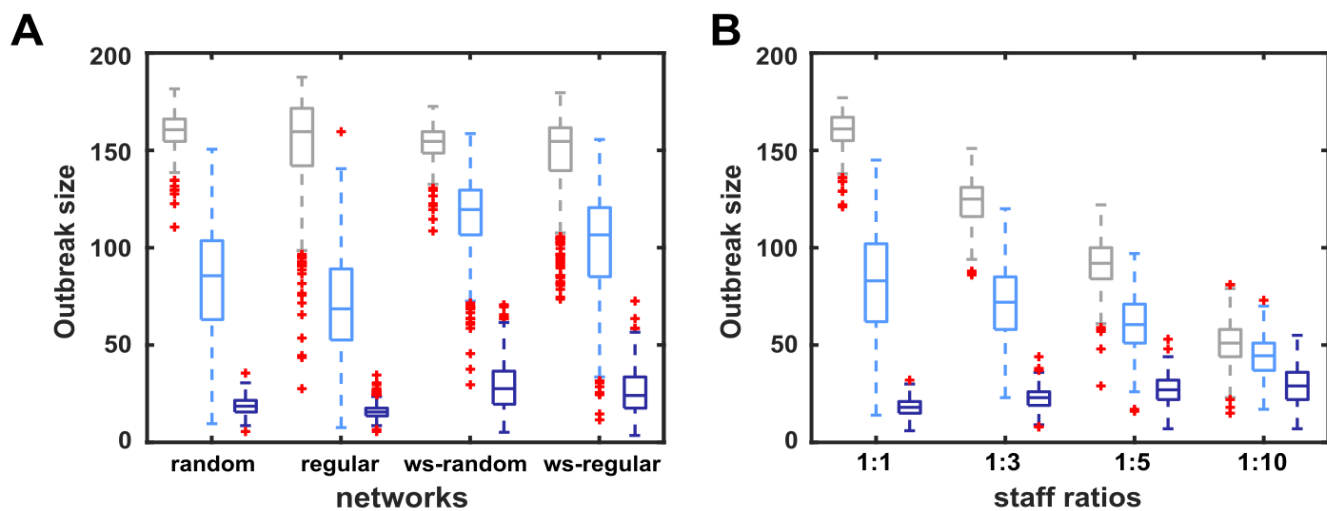 A
Outbreak size
200
150
100
50
0
random regular ws-random ws-regular
networks
B
Outbreak size
200
150
100
50
0
1:1 1:3 1:5 1:10
staff ratios